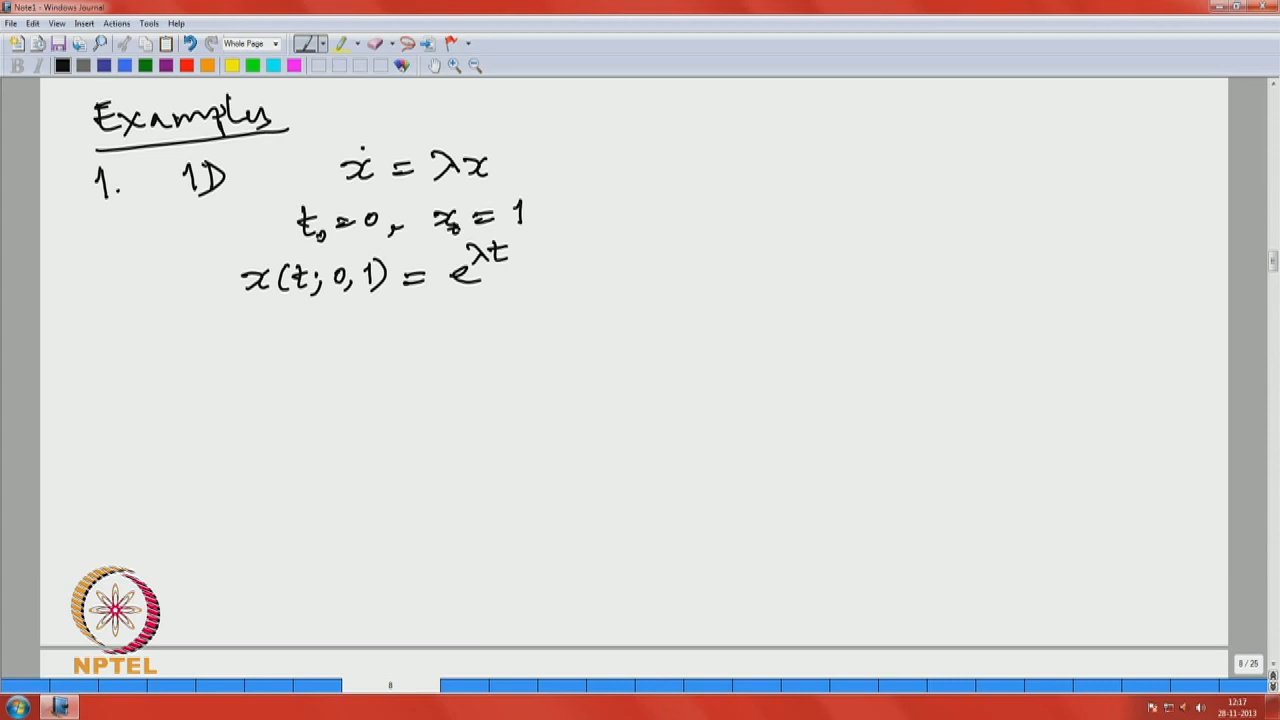 Note1 - Windows Journal
File Edit View Insert Actions Tools Help
Whole Page
B I
Examples
1. 1D ẋ = λx
t₀ = 0, x₀ = 1
x(t; 0, 1) = e^{λt}
NPTEL
8 / 25
8
12:17
28-11-2013